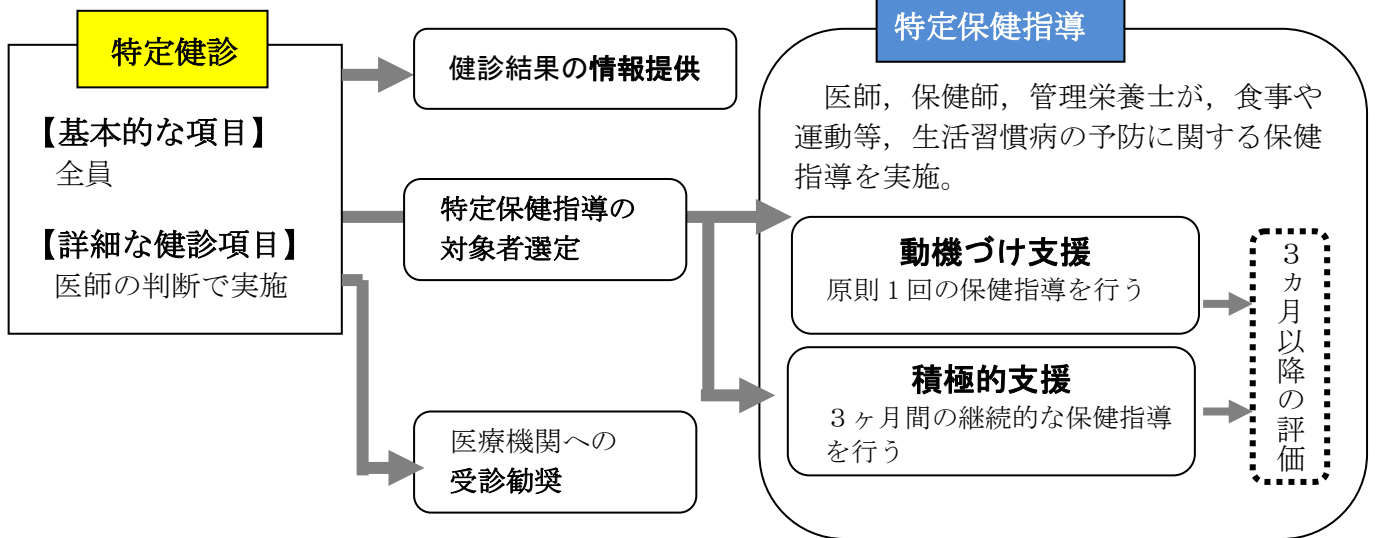 特定健診
【基本的な項目】
全員
【詳細な健診項目】
医師の判断で実施
健診結果の情報提供
特定保健指導の
対象者選定
医療機関への
受診勧奨
特定保健指導
医師，保健師，管理栄養士が，食事や
運動等，生活習慣病の予防に関する保健
指導を実施。
動機づけ支援
原則１回の保健指導を行う
積極的支援
３ヶ月間の継続的な保健指導
を行う
３ヵ月以降の評価